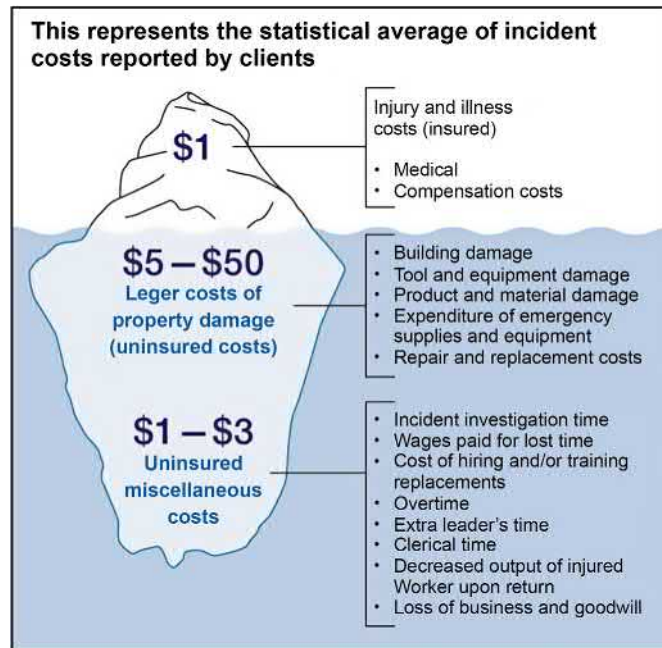 This represents the statistical average of incident
costs reported by clients
$1
Injury and illness
costs (insured)
• Medical
• Compensation costs
$5 – $50
Leger costs of
property damage
(uninsured costs)
• Building damage
• Tool and equipment damage
• Product and material damage
• Expenditure of emergency
supplies and equipment
• Repair and replacement costs
$1 – $3
Uninsured
miscellaneous
costs
• Incident investigation time
• Wages paid for lost time
• Cost of hiring and/or training
replacements
• Overtime
• Extra leader's time
• Clerical time
• Decreased output of injured
Worker upon return
• Loss of business and goodwill